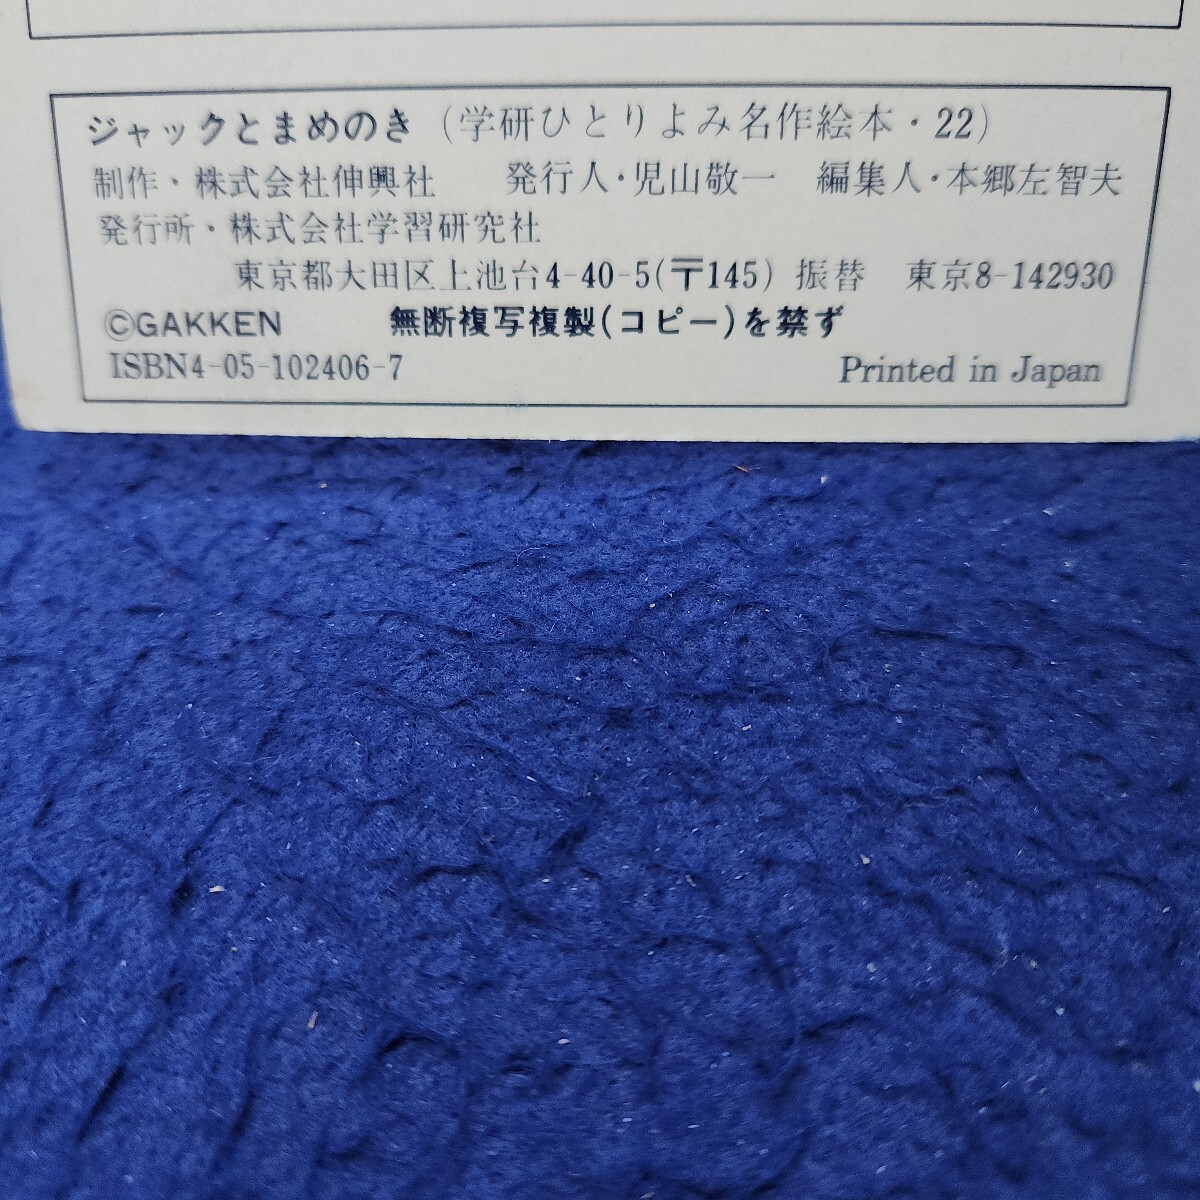 ジャックとまめのき(学研ひとりよみ名作絵本・22)
制作・株式会社伸興社 発行人・児山敬一 編集人・本郷左智夫
発行所・株式会社学習研究社
東京都大田区上池台4-40-5(〒145) 振替 東京8-142930
©GAKKEN 無断複写複製(コピー)を禁ず
ISBN4-05-102406-7 Printed in Japan